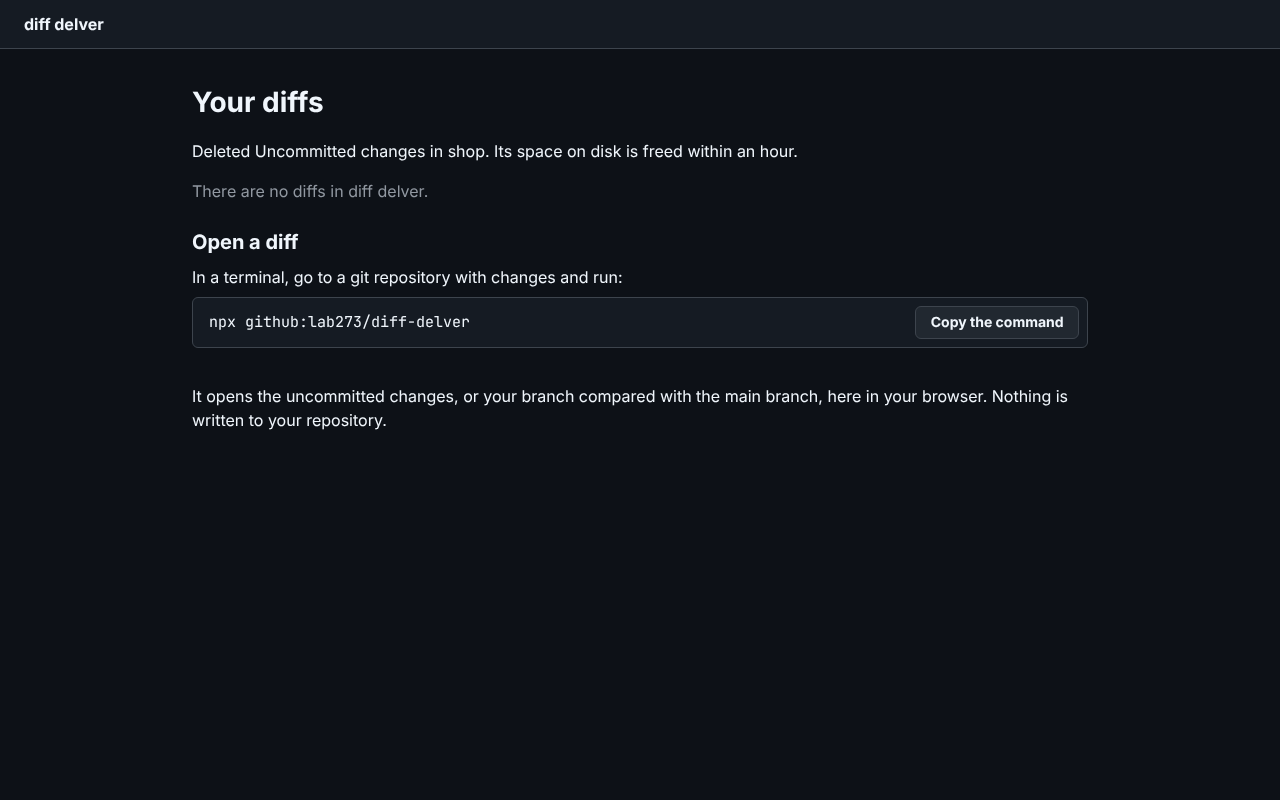 diff delver
Your diffs
Deleted Uncommitted changes in shop. Its space on disk is freed within an hour.
There are no diffs in diff delver.
Open a diff
In a terminal, go to a git repository with changes and run:
npx github:lab273/diff-delver
Copy the command
It opens the uncommitted changes, or your branch compared with the main branch, here in your browser. Nothing is
written to your repository.